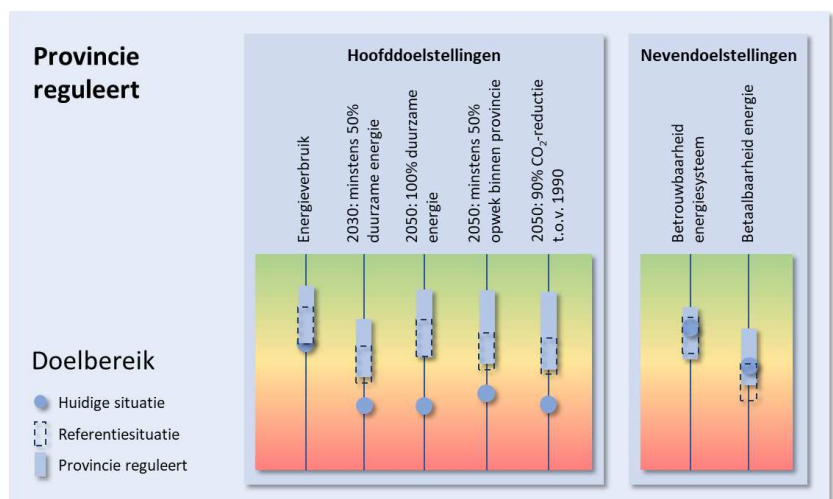 Provincie
reguleert
Hoofddoelstellingen
Energieverbruik
2030: minstens 50%
duurzame energie
2050: 100% duurzame
energie
2050: minstens 50%
opwek binnen provincie
2050: 90% CO₂-reductie
t.o.v. 1990
Nevendoelstellingen
Betrouwbaarheid
energiesysteem
Betaalbaarheid energie
Doelbereik
Huidige situatie
Referentiesituatie
Provincie reguleert